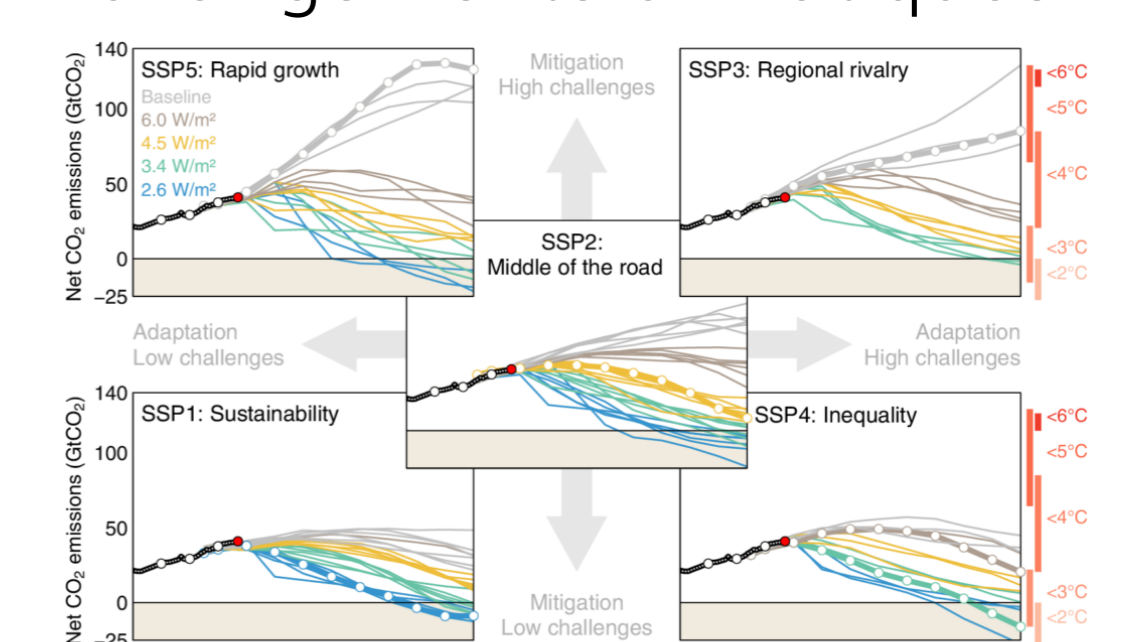 140
100
50
0
−25
Net CO₂ emissions (GtCO₂)
SSP5: Rapid growth
Baseline
6.0 W/m²
4.5 W/m²
3.4 W/m²
2.6 W/m²
Mitigation
High challenges
SSP3: Regional rivalry
<6°C
<5°C
<4°C
<3°C
<2°C
SSP2:
Middle of the road
Adaptation
Low challenges
Adaptation
High challenges
140
100
50
0
−25
Net CO₂ emissions (GtCO₂)
SSP1: Sustainability
SSP4: Inequality
<6°C
<5°C
<4°C
<3°C
<2°C
Mitigation
Low challenges